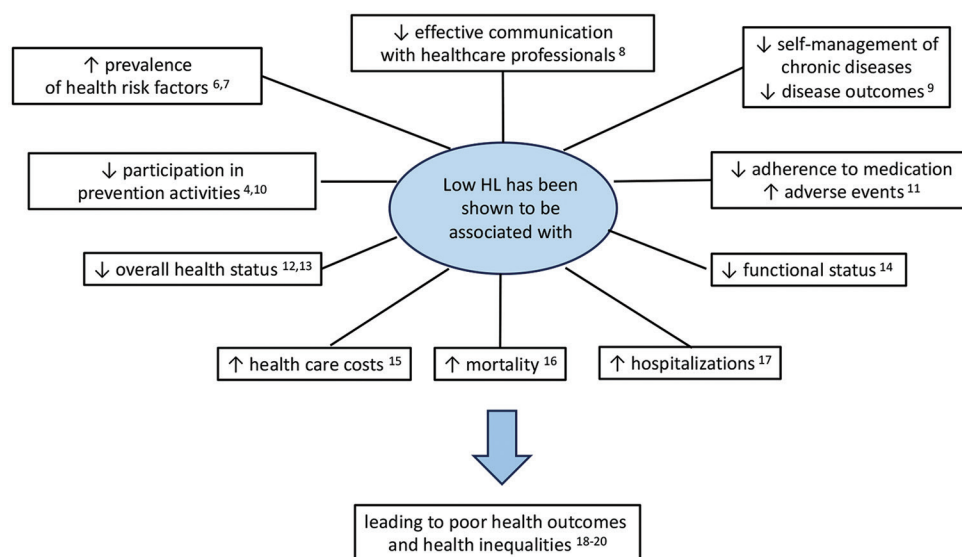 ↓ effective communication
with healthcare professionals 8
↑ prevalence
of health risk factors 6,7
↓ self-management of
chronic diseases
↓ disease outcomes 9
↓ participation in
prevention activities 4,10
Low HL has been
shown to be
associated with
↓ adherence to medication
↑ adverse events 11
↓ overall health status 12,13
↓ functional status 14
↑ health care costs 15
↑ mortality 16
↑ hospitalizations 17
leading to poor health outcomes
and health inequalities 18-20